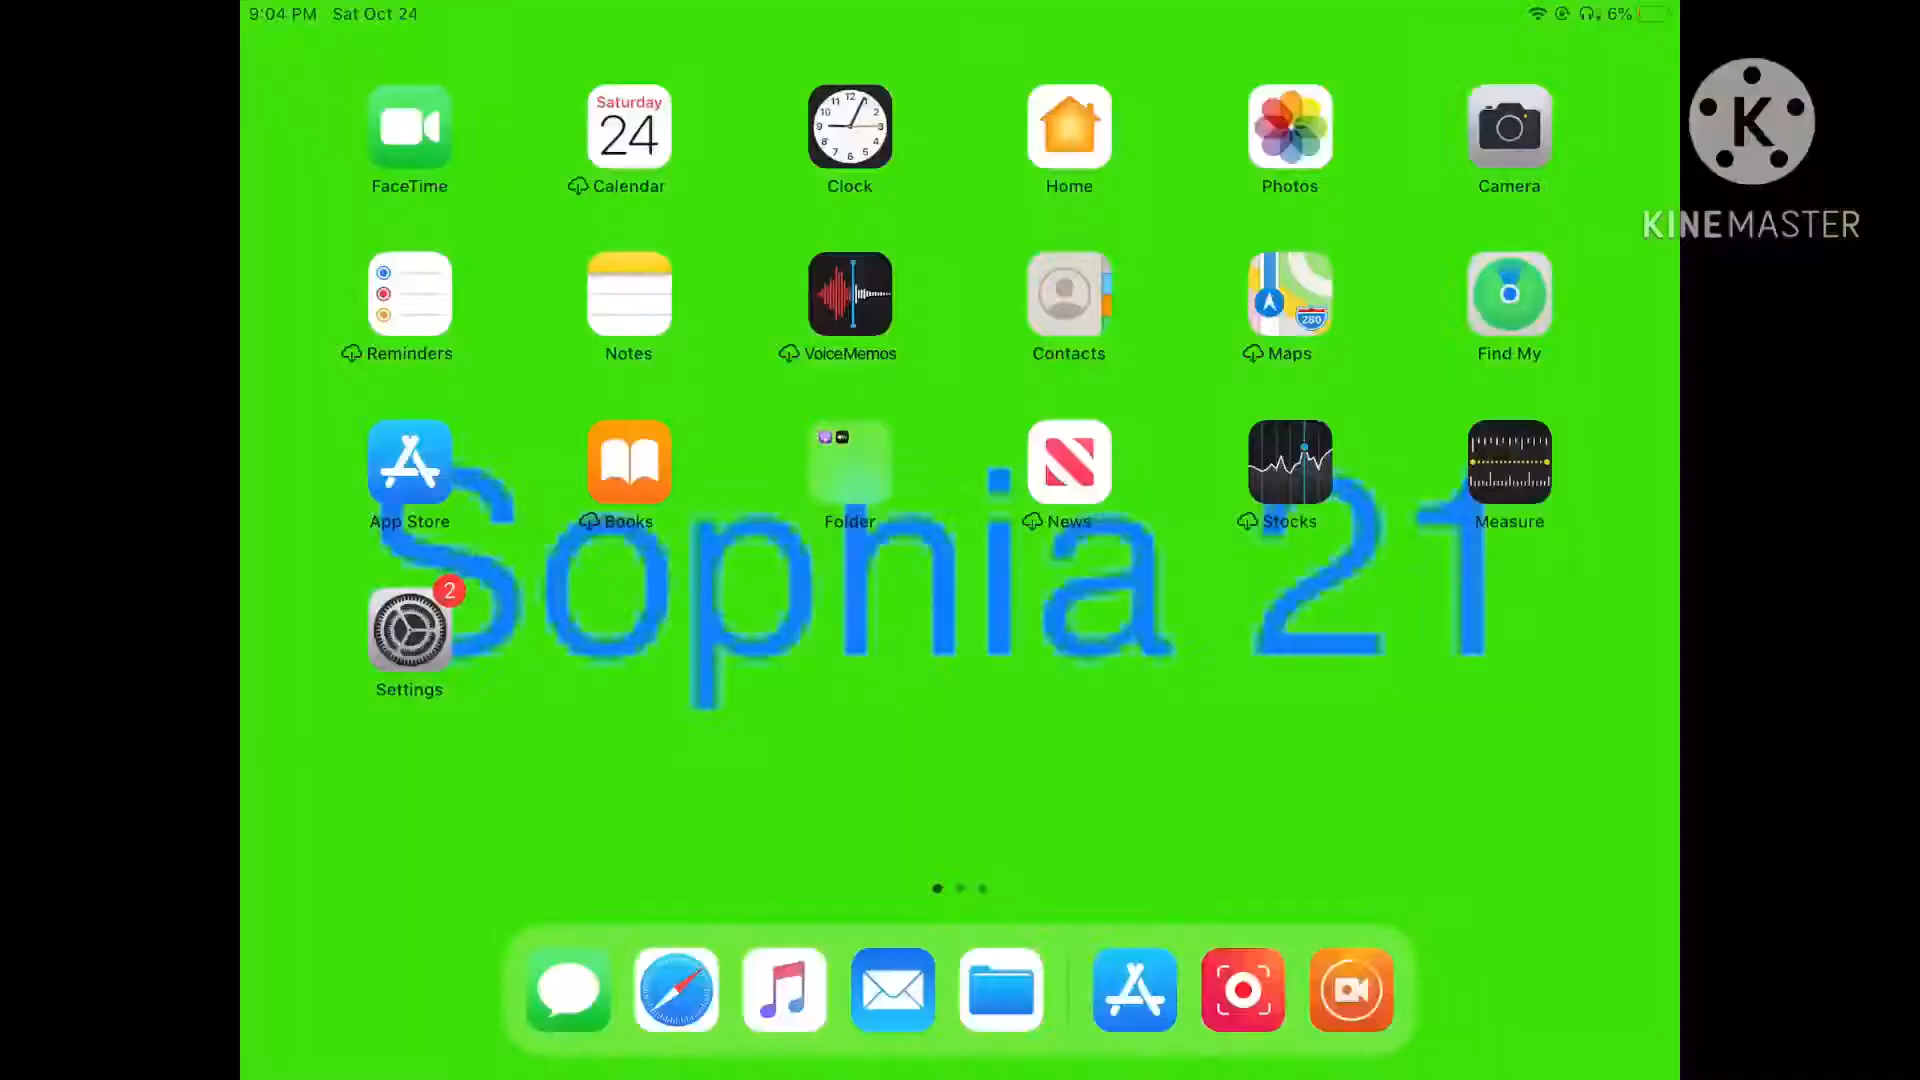 9:04 PM Sat Oct 24 6%
Saturday
24
FaceTime Calendar Clock Home Photos Camera
K
KINEMASTER
280
Reminders Notes VoiceMemos Contacts Maps Find My
App Store Books Folder News Stocks Measure
Sophia 21
2
Settings